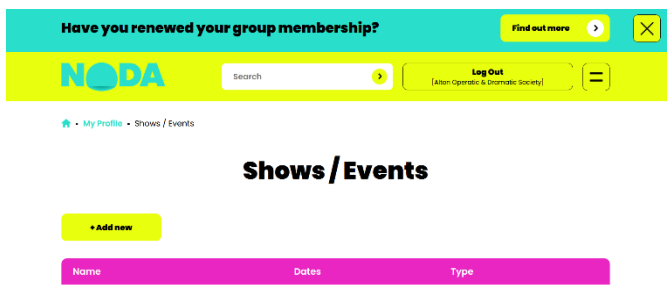 Have you renewed your group membership?
Find out more
NODA
Search
Log Out
[Alton Operatic & Dramatic Society]
• My Profile • Shows / Events
Shows / Events
+ Add new
Name Dates Type